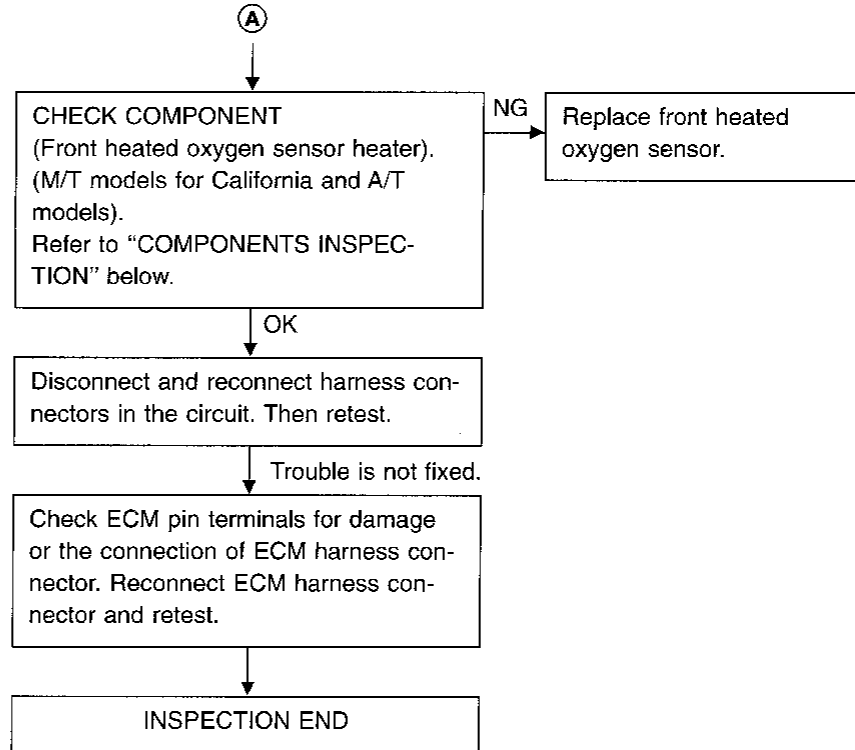 A
CHECK COMPONENT
(Front heated oxygen sensor heater).
(M/T models for California and A/T
models).
Refer to “COMPONENTS INSPEC-
TION” below.
NG
Replace front heated
oxygen sensor.
OK
Disconnect and reconnect harness con-
nectors in the circuit. Then retest.
Trouble is not fixed.
Check ECM pin terminals for damage
or the connection of ECM harness con-
nector. Reconnect ECM harness con-
nector and retest.
INSPECTION END